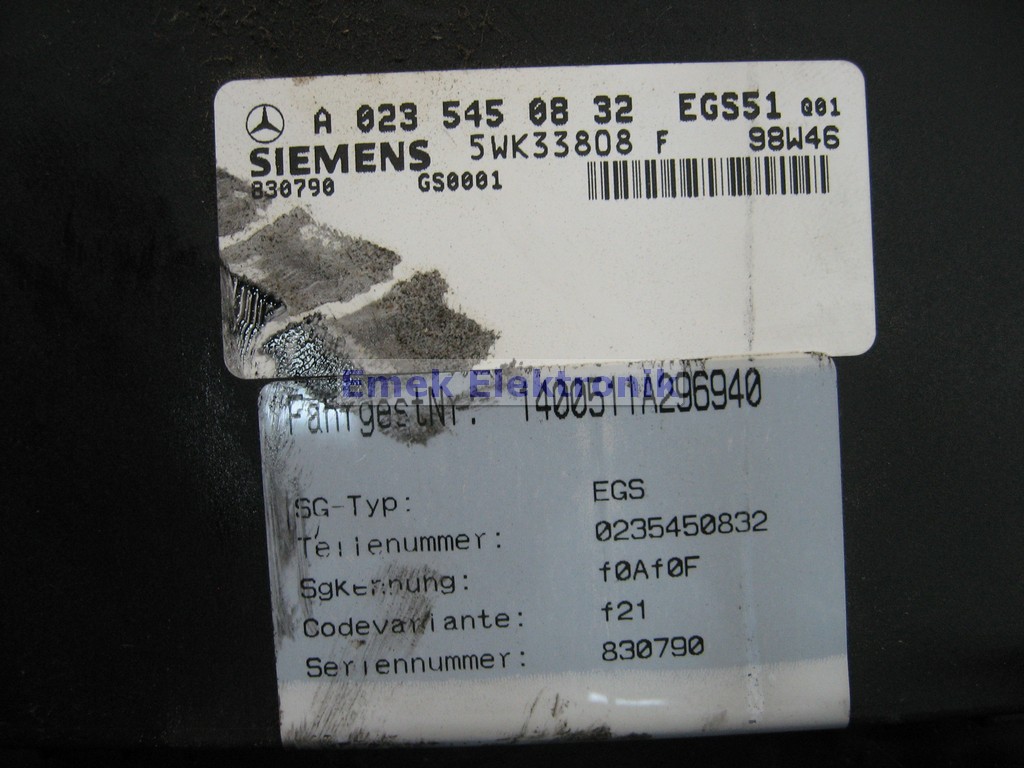 A 023 545 08 32 EGS51 Q01
SIEMENS 5WK33808 F 98W46
830790 GS0001
Emek Elektronik
FahrgestNr. 1400511A296940
SG-Typ: EGS
Teilenummer: 0235450832
SgKennung: f0Af0F
Codevariante: f21
Seriennummer: 830790